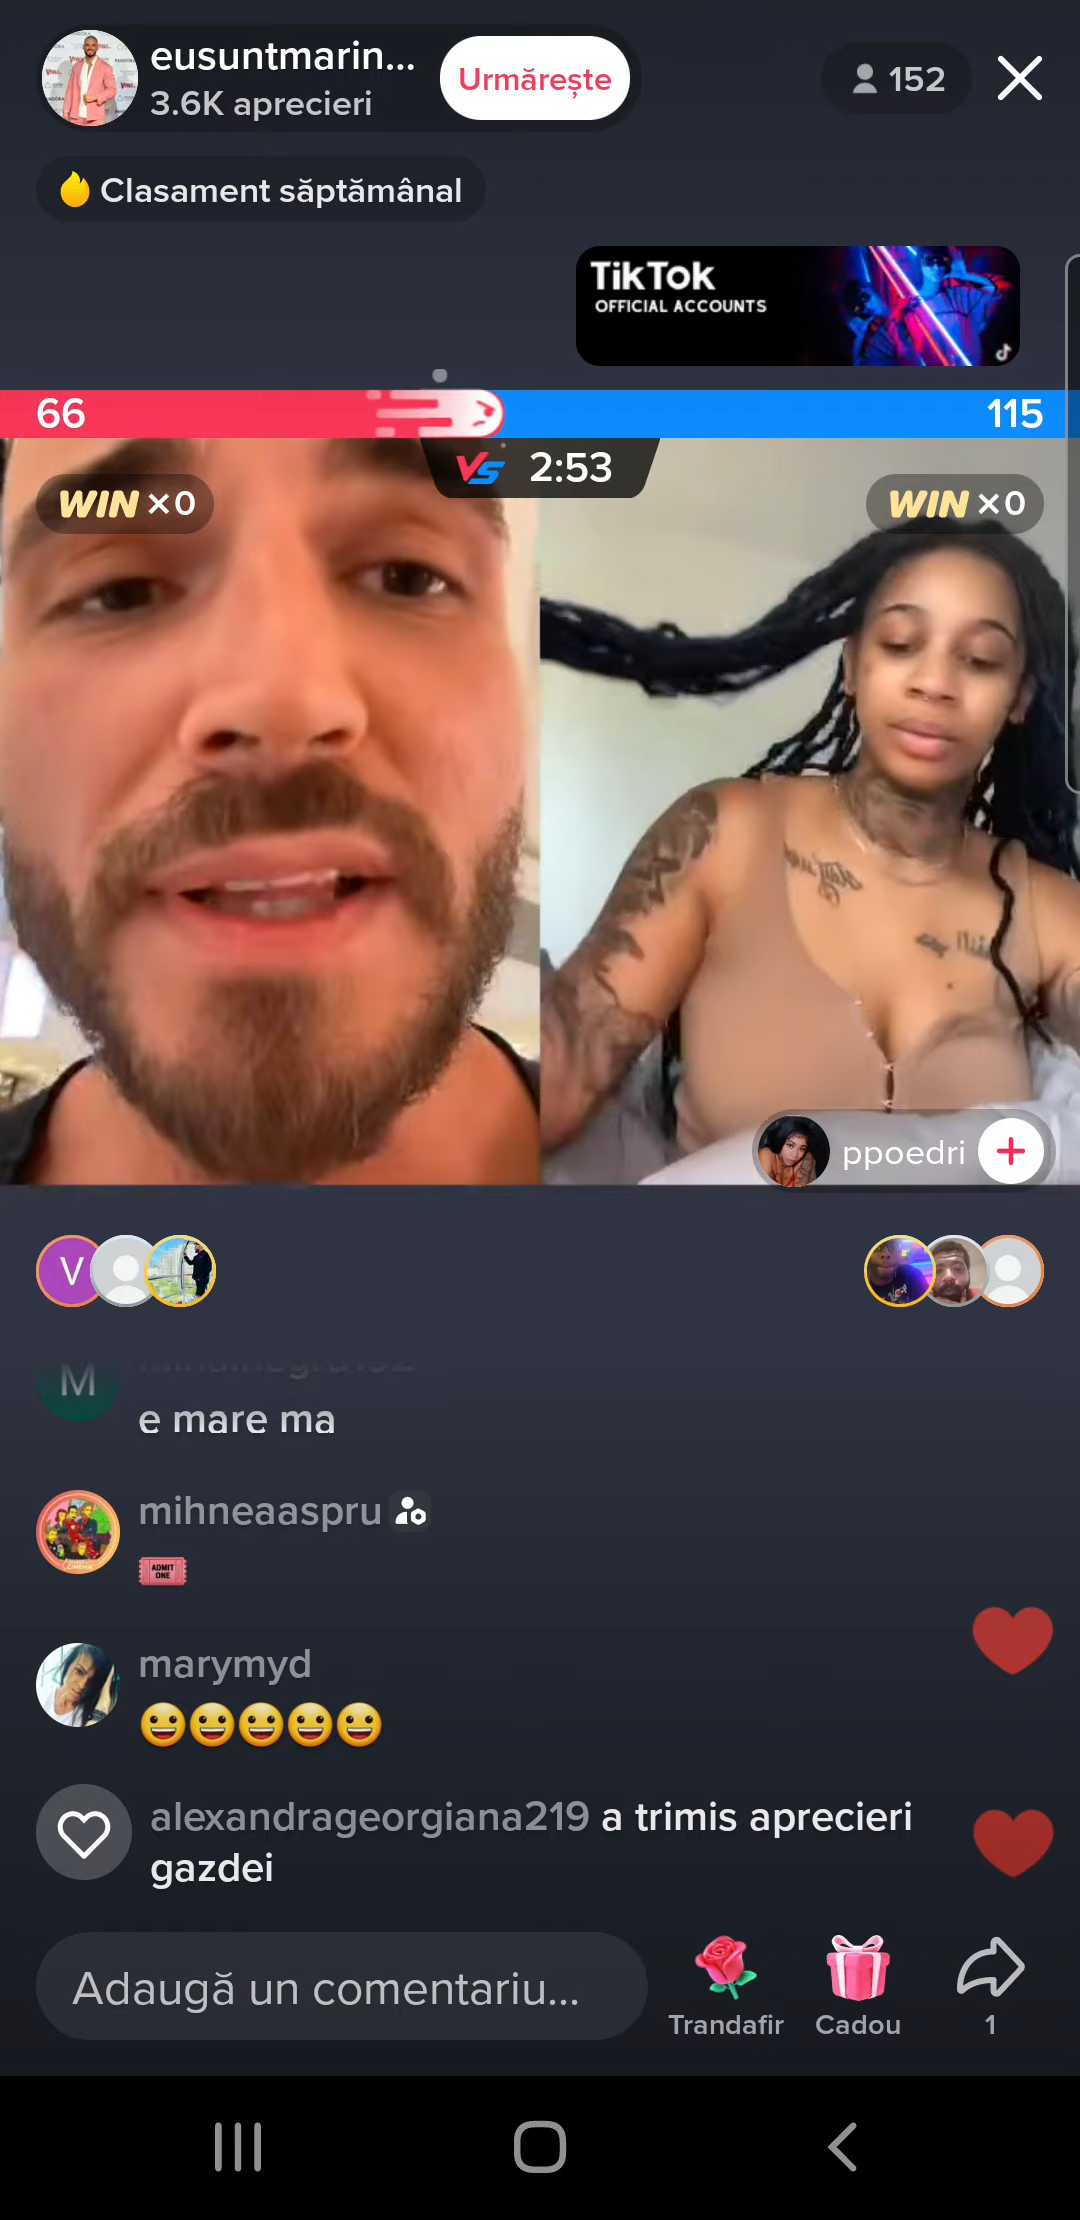 eusuntmarin...
3.6K aprecieri
Urmărește
152
Clasament săptămânal
TikTok
OFFICIAL ACCOUNTS
66
115
VS 2:53
WIN ×0
WIN ×0
ppoedri
V
M
e mare ma
mihneaaspru
ADMIT
ONE
marymyd
alexandrageorgiana219 a trimis aprecieri
gazdei
Adaugă un comentariu...
Trandafir
Cadou
1